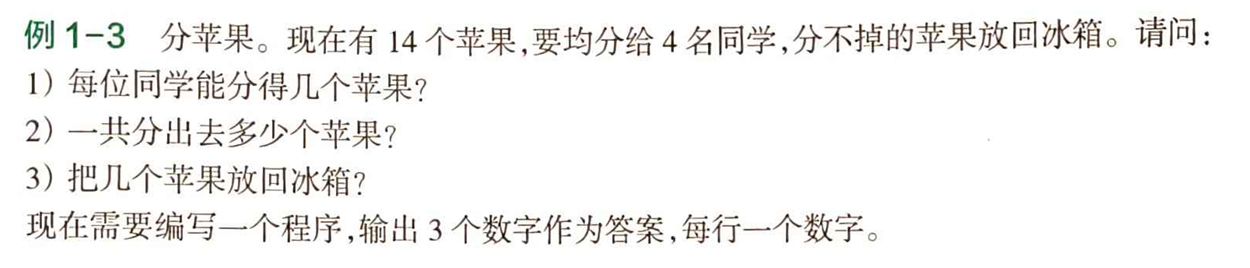 例 1-3 分苹果。现在有 14 个苹果,要均分给 4 名同学,分不掉的苹果放回冰箱。请问:
1) 每位同学能分得几个苹果?
2) 一共分出去多少个苹果?
3) 把几个苹果放回冰箱?
现在需要编写一个程序,输出 3 个数字作为答案,每行一个数字。